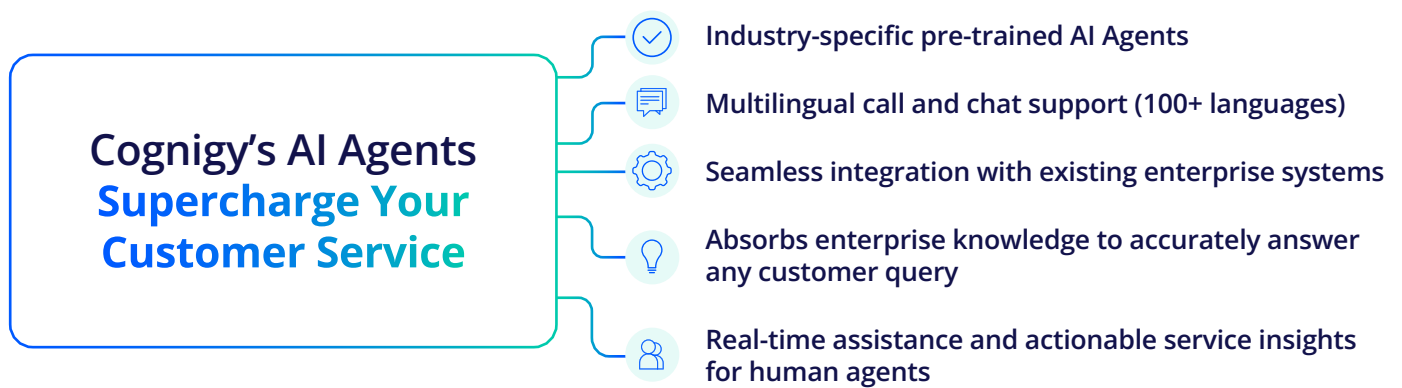 Cognigy’s AI Agents
Supercharge Your
Customer Service
Industry-specific pre-trained AI Agents
Multilingual call and chat support (100+ languages)
Seamless integration with existing enterprise systems
Absorbs enterprise knowledge to accurately answer
any customer query
Real-time assistance and actionable service insights
for human agents